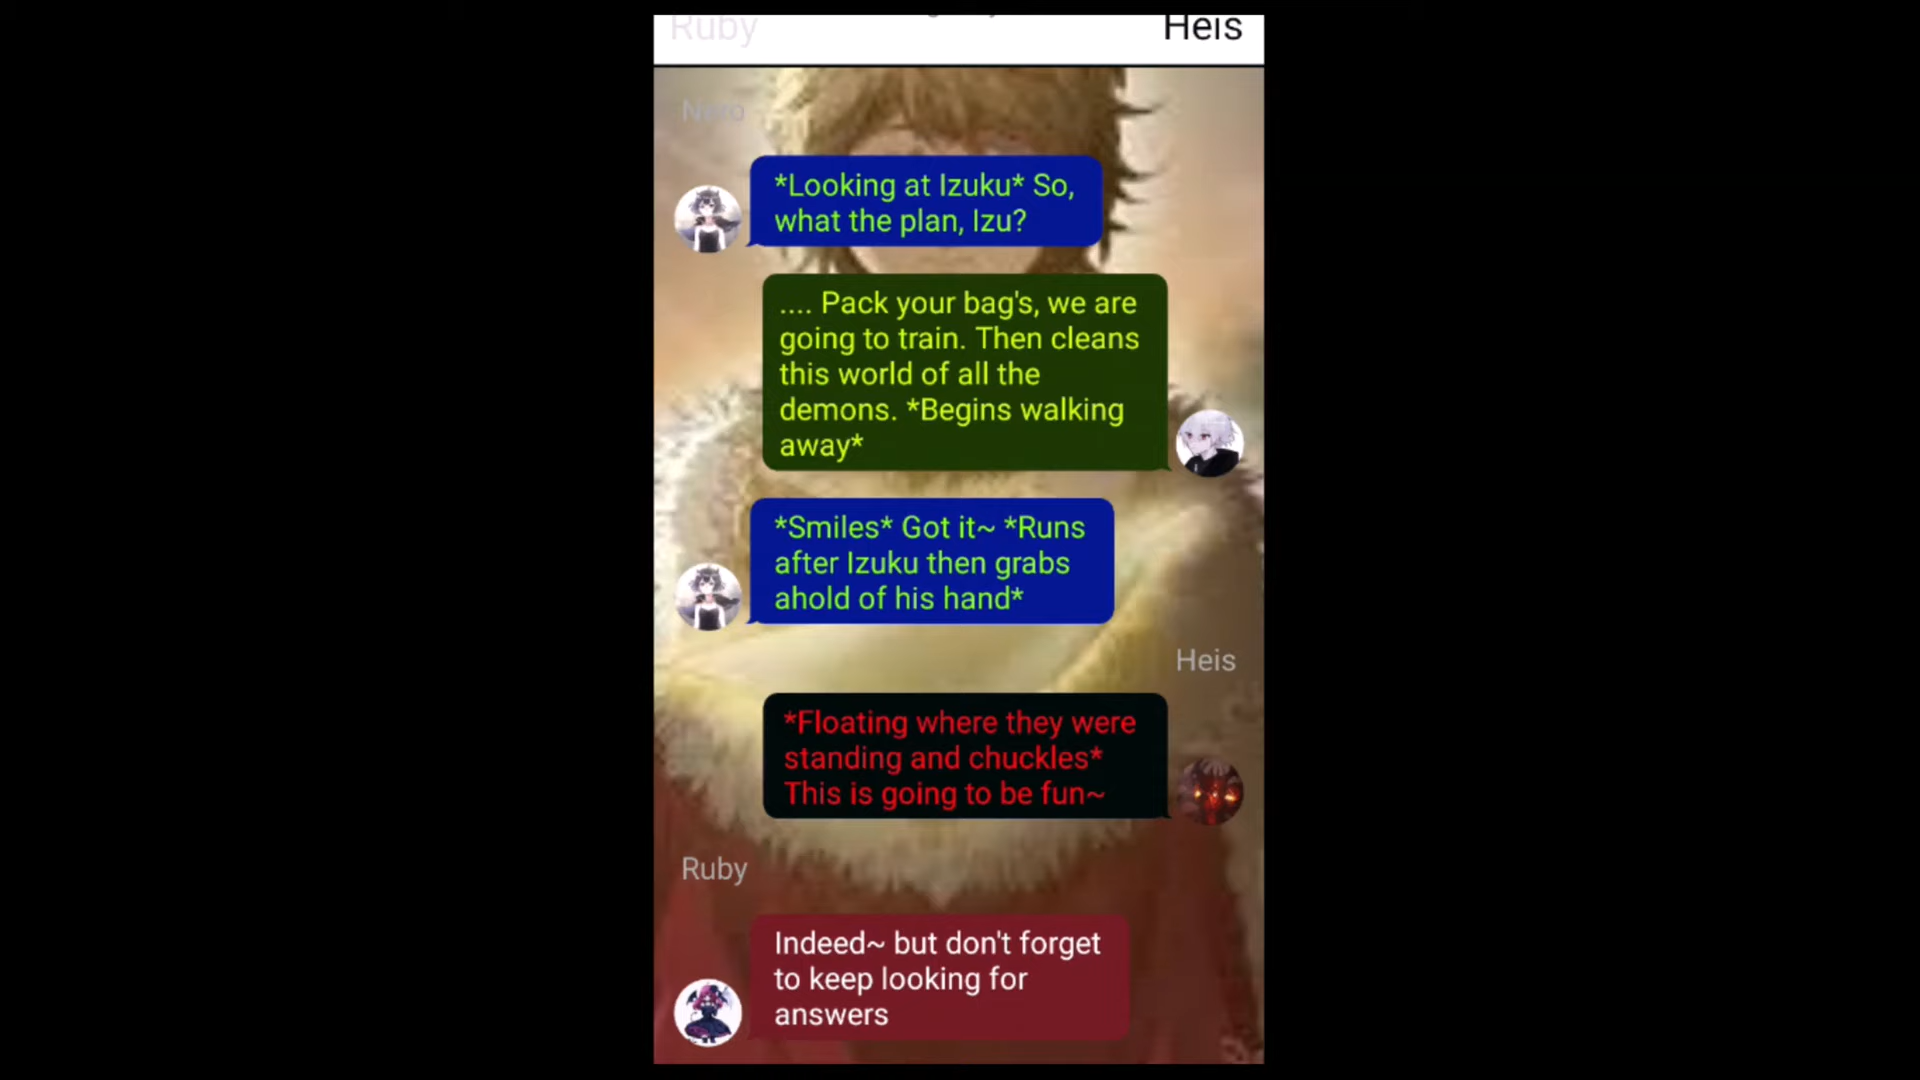 Ruby Heis
Nero
*Looking at Izuku* So,
what the plan, Izu?
.... Pack your bag's, we are
going to train. Then cleans
this world of all the
demons. *Begins walking
away*
*Smiles* Got it~ *Runs
after Izuku then grabs
ahold of his hand*
Heis
*Floating where they were
standing and chuckles*
This is going to be fun~
Ruby
Indeed~ but don't forget
to keep looking for
answers